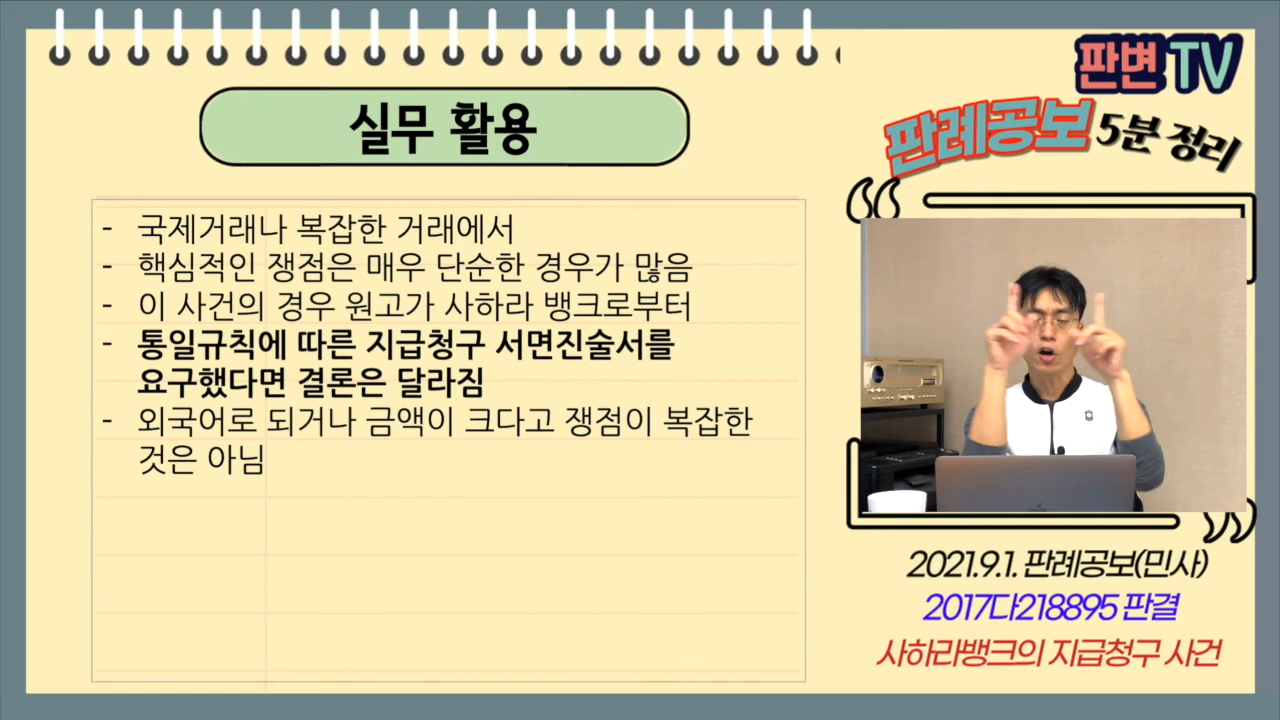 실무 활용
- 국제거래나 복잡한 거래에서
- 핵심적인 쟁점은 매우 단순한 경우가 많음
- 이 사건의 경우 원고가 사하라 뱅크로부터
- 통일규칙에 따른 지급청구 서면진술서를
요구했다면 결론은 달라짐
- 외국어로 되거나 금액이 크다고 쟁점이 복잡한
것은 아님
판변TV
판례공보 5분 정리
2021.9.1. 판례공보(민사)
2017다218895 판결
사하라뱅크의 지급청구 사건